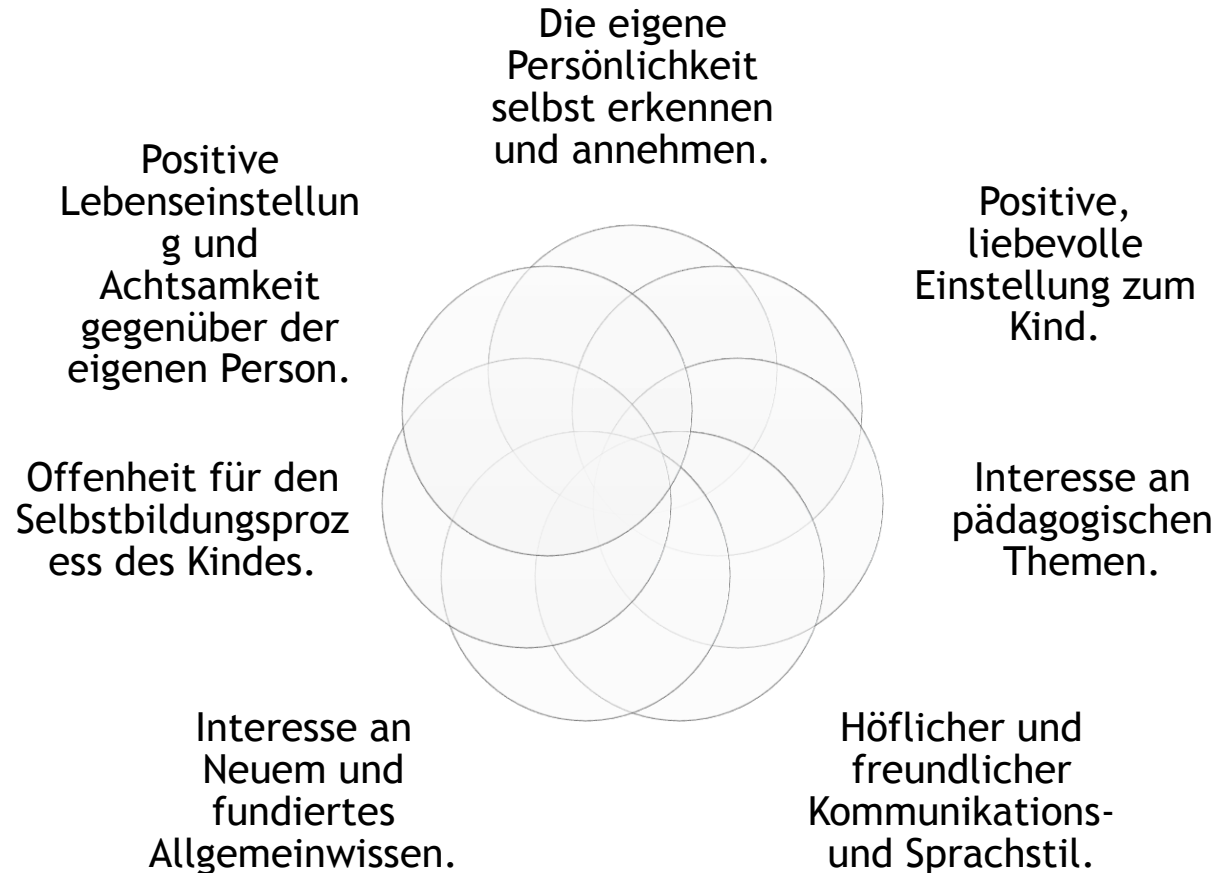 Die eigene
Persönlichkeit
selbst erkennen
und annehmen.
Positive
Lebenseinstellun
g und
Achtsamkeit
gegenüber der
eigenen Person.
Positive,
liebevolle
Einstellung zum
Kind.
Offenheit für den
Selbstbildungsproz
ess des Kindes.
Interesse an
pädagogischen
Themen.
Interesse an
Neuem und
fundiertes
Allgemeinwissen.
Höflicher und
freundlicher
Kommunikations-
und Sprachstil.